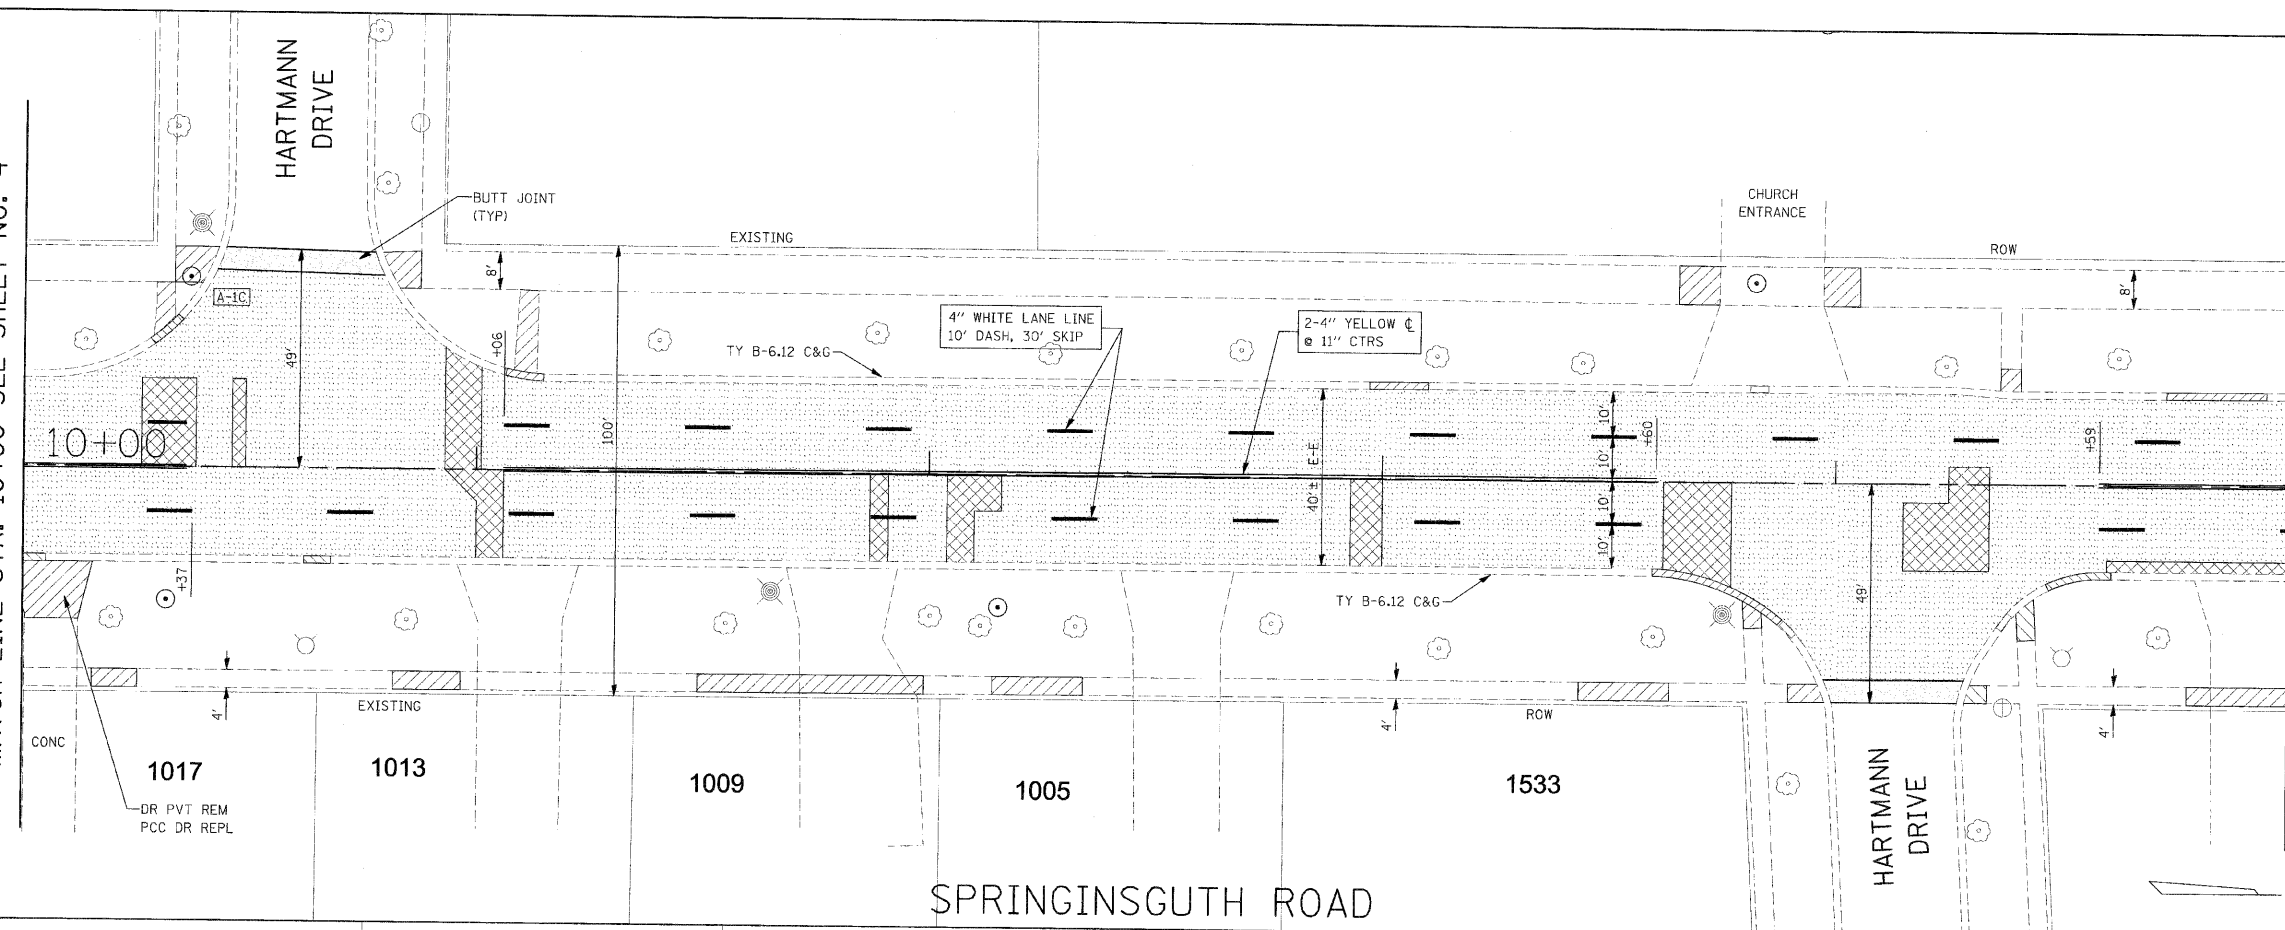 HARTMANN
DRIVE
BUTT JOINT
(TYP)
CHURCH
ENTRANCE
EXISTING
ROW
8'
8'
A-1C
4" WHITE LANE LINE
10' DASH, 30' SKIP
2-4" YELLOW ℄
@ 11" CTRS
+06
49'
TY B-6.12 C&G
10'
10'
10'
10'
+60
+59
10+00
100'
40'± E-E
+37
TY B-6.12 C&G
49'
4'
4'
4'
EXISTING
ROW
CONC
1017
1013
1009
1005
1533
DR PVT REM
PCC DR REPL
HARTMANN
DRIVE
SPRINGINSGUTH ROAD